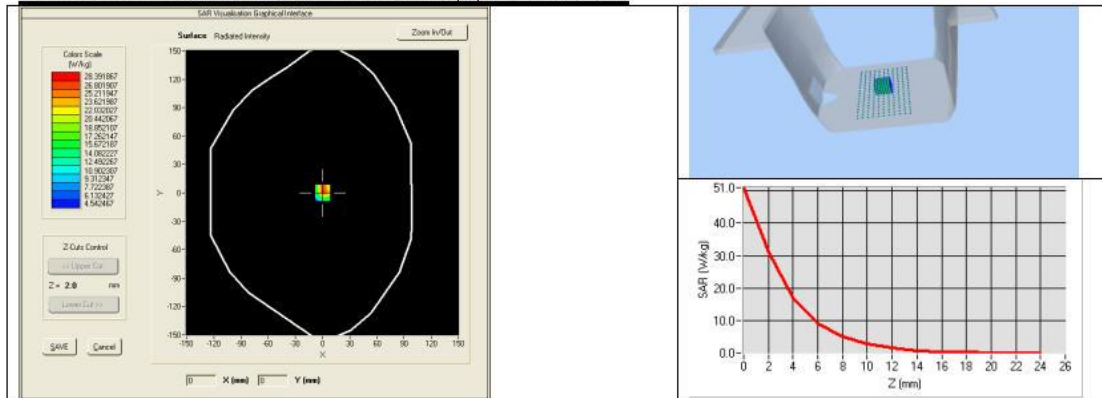 SAR Visualisation Graphical Interface
Surface Radiated Intensity
Zoom In/Out
Colors Scale
(W/kg)
28.391867
26.801907
25.211947
23.621987
22.032027
20.442067
18.852107
17.262147
15.672187
14.082227
12.492267
10.902307
9.312347
7.722387
6.132427
4.542467
150
120
90
60
30
0
-30
-60
-90
-120
-150
Y
-150 -120 -90 -60 -30 0 30 60 90 120 150
X
Z-Cuts Control
<< Upper Cut
Z = 2.0 mm
Lower Cut >>
SAVE
Cancel
0 X (mm) 0 Y (mm)
51.0
40.0
30.0
20.0
10.0
0.0
SAR (W/kg)
0 2 4 6 8 10 12 14 16 18 20 22 24 26
Z (mm)